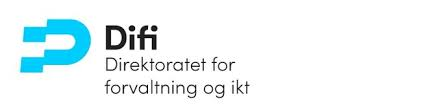 Difi
Direktoratet for
forvaltning og ikt